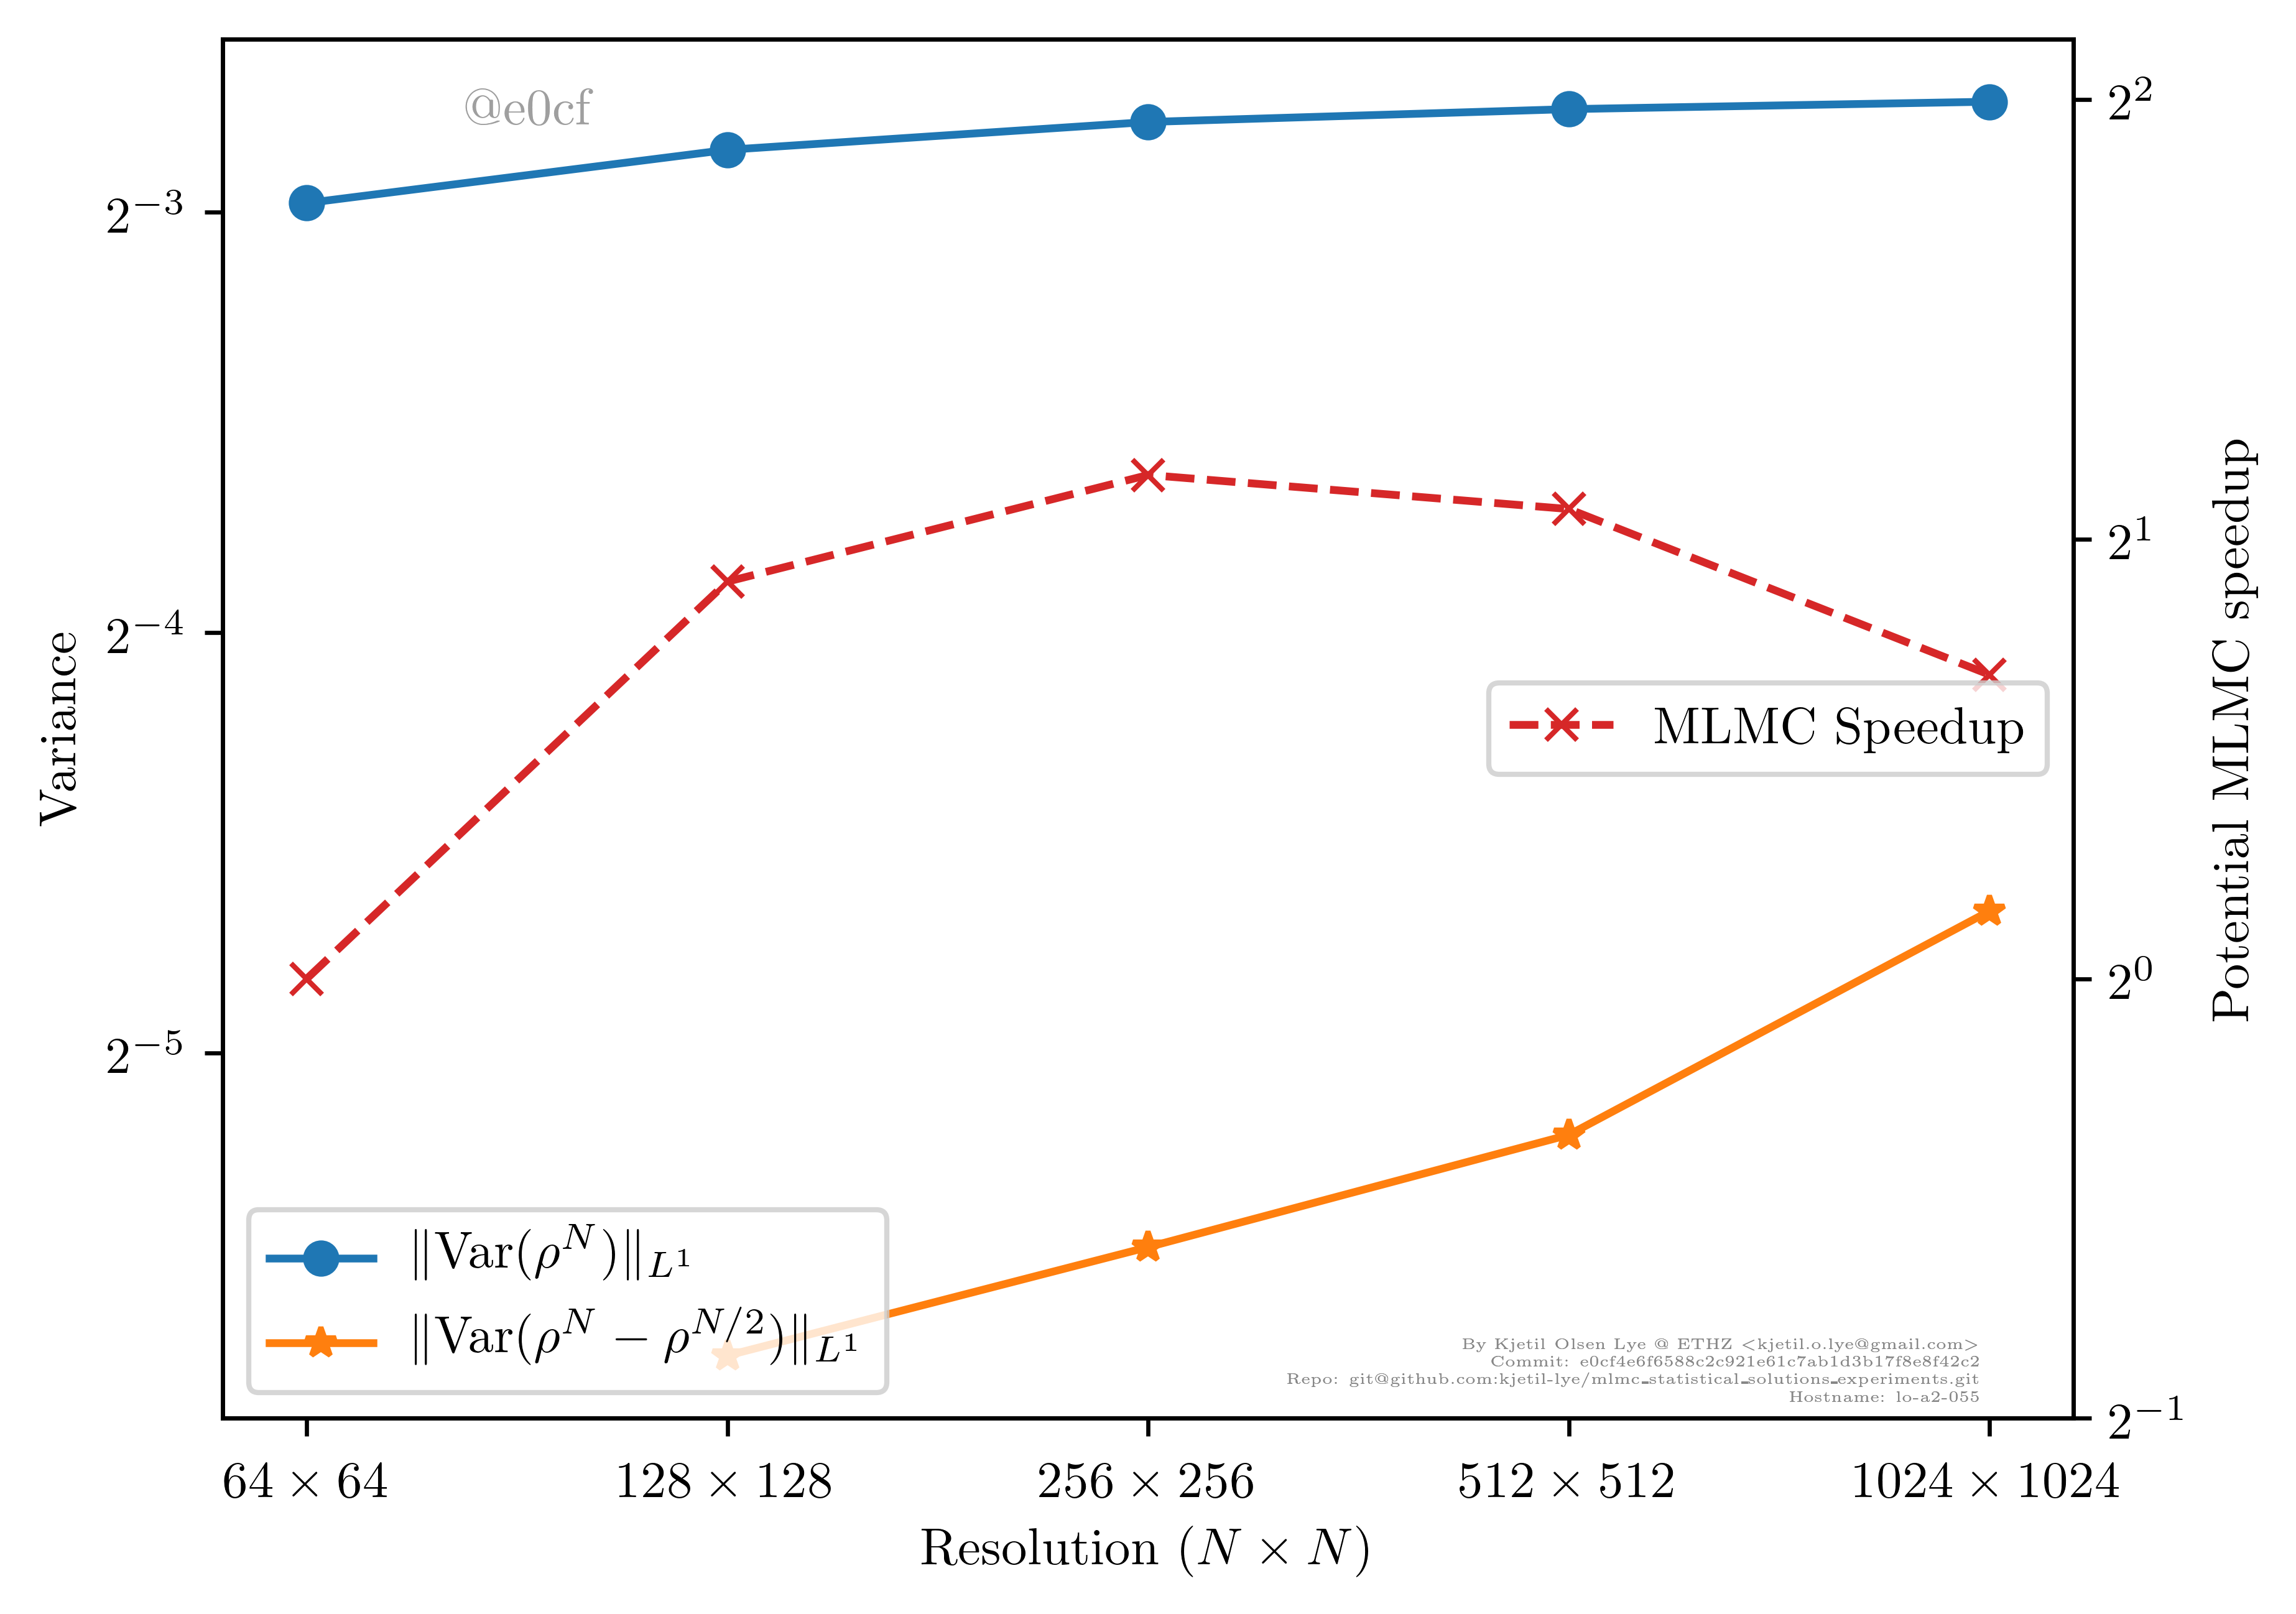 @e0cf
2^2
2^{-3}
2^1
2^{-4}
Variance
Potential MLMC speedup
MLMC Speedup
2^0
2^{-5}
‖Var(ρ^N)‖_{L^1}
‖Var(ρ^N − ρ^{N/2})‖_{L^1}
By Kjetil Olsen Lye @ ETHZ <kjetil.o.lye@gmail.com>
Commit: e0cf4e6f6588c2c921e61c7ab1d3b17f8e8f42c2
Repo: git@github.com:kjetil-lye/mlmc_statistical_solutions_experiments.git
Hostname: lo-a2-055
2^{-1}
64 × 64 128 × 128 256 × 256 512 × 512 1024 × 1024
Resolution (N × N)